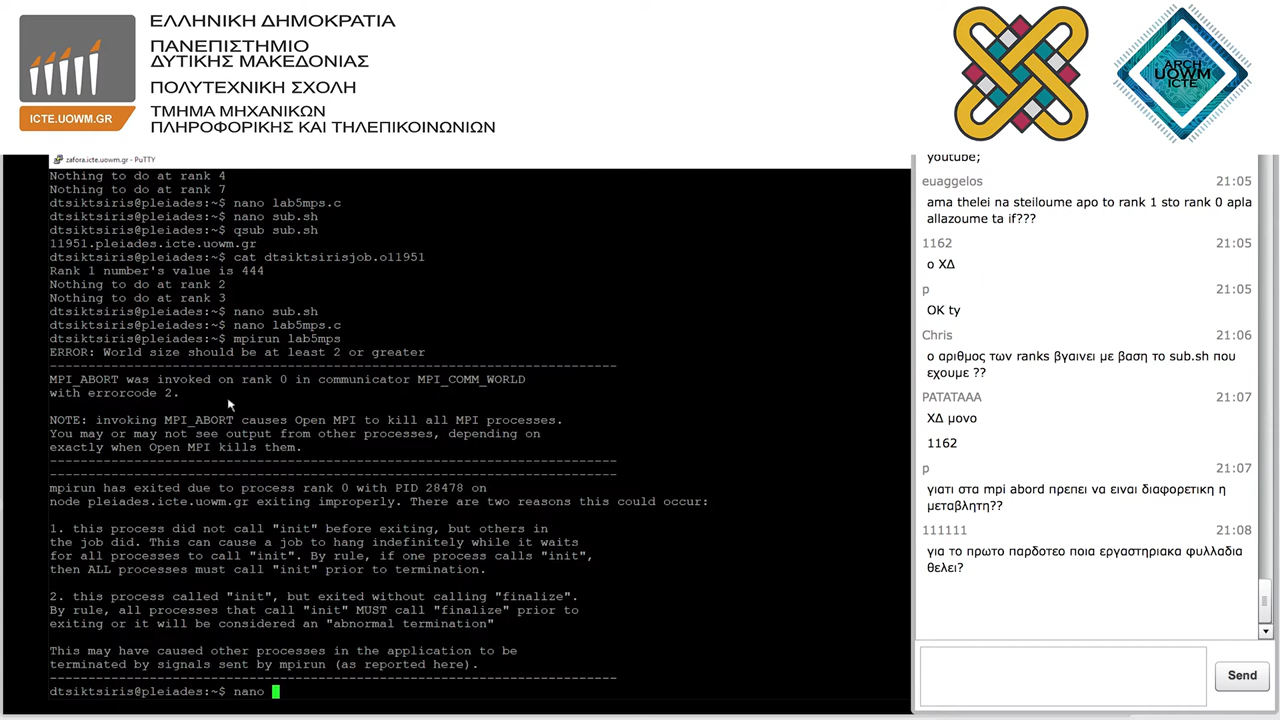 ΕΛΛΗΝΙΚΗ ΔΗΜΟΚΡΑΤΙΑ
ΠΑΝΕΠΙΣΤΗΜΙΟ
ΔΥΤΙΚΗΣ ΜΑΚΕΔΟΝΙΑΣ
ΠΟΛΥΤΕΧΝΙΚΗ ΣΧΟΛΗ
ΤΜΗΜΑ ΜΗΧΑΝΙΚΩΝ
ΠΛΗΡΟΦΟΡΙΚΗΣ ΚΑΙ ΤΗΛΕΠΙΚΟΙΝΩΝΙΩΝ
ICTE.UOWM.GR
ARCH
UOWM
ICTE
zafora.icte.uowm.gr - PuTTY
Nothing to do at rank 4
Nothing to do at rank 7
dtsiktsiris@pleiades:~$ nano lab5mps.c
dtsiktsiris@pleiades:~$ nano sub.sh
dtsiktsiris@pleiades:~$ qsub sub.sh
11951.pleiades.icte.uowm.gr
dtsiktsiris@pleiades:~$ cat dtsiktsirisjob.o11951
Rank 1 number's value is 444
Nothing to do at rank 2
Nothing to do at rank 3
dtsiktsiris@pleiades:~$ nano sub.sh
dtsiktsiris@pleiades:~$ nano lab5mps.c
dtsiktsiris@pleiades:~$ mpirun lab5mps
ERROR: World size should be at least 2 or greater
--------------------------------------------------------------------------
MPI_ABORT was invoked on rank 0 in communicator MPI_COMM_WORLD
with errorcode 2.
NOTE: invoking MPI_ABORT causes Open MPI to kill all MPI processes.
You may or may not see output from other processes, depending on
exactly when Open MPI kills them.
--------------------------------------------------------------------------
--------------------------------------------------------------------------
mpirun has exited due to process rank 0 with PID 28478 on
node pleiades.icte.uowm.gr exiting improperly. There are two reasons this could occur:
1. this process did not call "init" before exiting, but others in
the job did. This can cause a job to hang indefinitely while it waits
for all processes to call "init". By rule, if one process calls "init",
then ALL processes must call "init" prior to termination.
2. this process called "init", but exited without calling "finalize".
By rule, all processes that call "init" MUST call "finalize" prior to
exiting or it will be considered an "abnormal termination"
This may have caused other processes in the application to be
terminated by signals sent by mpirun (as reported here).
--------------------------------------------------------------------------
dtsiktsiris@pleiades:~$ nano
youtube;
euaggelos 21:05
ama thelei na steiloume apo to rank 1 sto rank 0 apla
allazoume ta if???
1162 21:05
ο ΧΔ
p 21:05
OK ty
Chris 21:06
ο αριθμος των ranks βγαινει με βαση το sub.sh που
εχουμε ??
PATATAAA 21:07
ΧΔ μονο
1162
p 21:07
γιατι στα mpi abord πρεπει να ειναι διαφορετικη η
μεταβλητη??
111111 21:08
για το πρωτο παρδοτεο ποια εργαστηριακα φυλλαδια
θελει?
Send